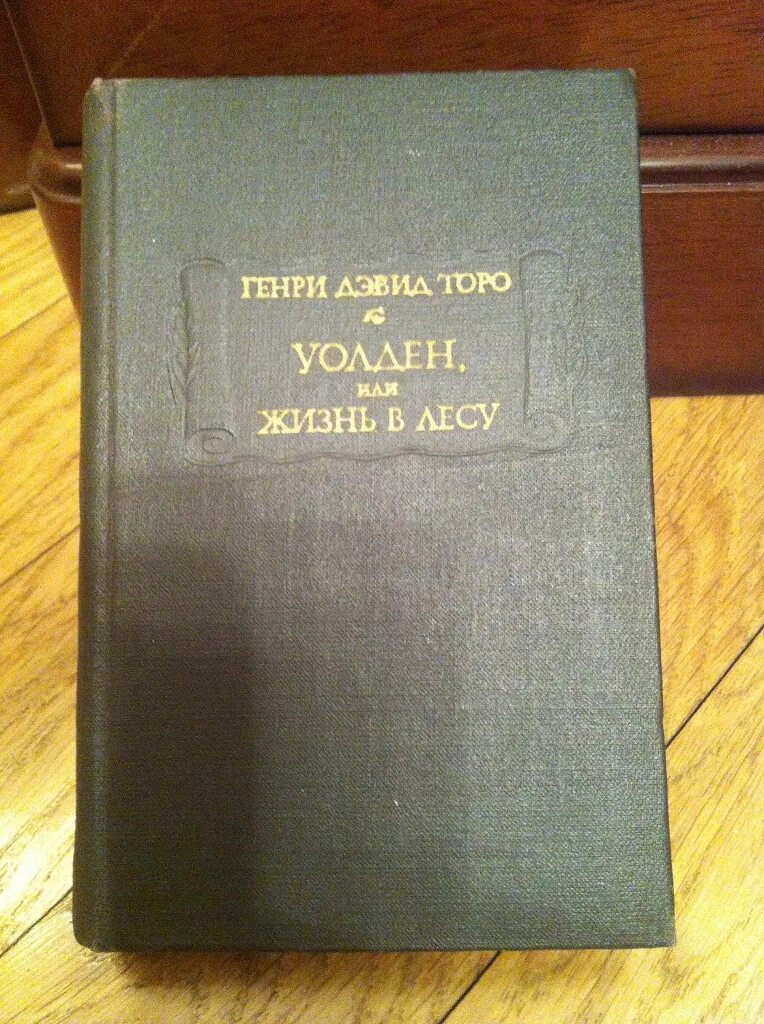 ГЕНРИ ДЭВИД ТОРО
УОЛДЕН,
ИЛИ
ЖИЗНЬ В ЛЕСУ